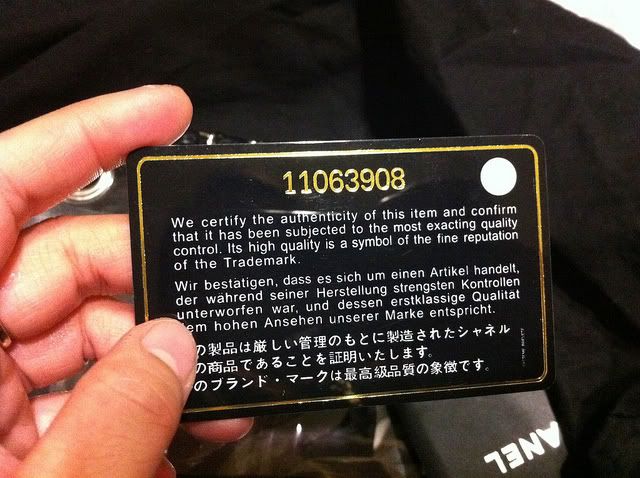 11063908
We certify the authenticity of this item and confirm
that it has been subjected to the most exacting quality
control. Its high quality is a symbol of the fine reputation
of the Trademark.
Wir bestätigen, dass es sich um einen Artikel handelt,
der während seiner Herstellung strengsten Kontrollen
unterworfen war, und dessen erstklassige Qualitat
em hohen Ansehen unserer Marke entspricht.
の製品は厳しい管理のもとに製造されたシャネル
の商品であることを証明いたします。
のブランド・マークは最高級品質の象徴です。
ANEL